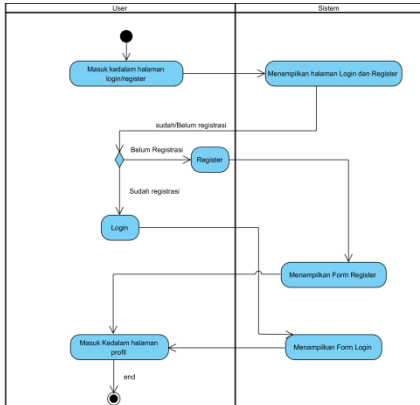 User
Sistem
Masuk kedalam halaman
login/register
Menampilkan halaman Login dan Register
sudah/Belum registrasi
Belum Registrasi
Register
Sudah registrasi
Login
Menampilkan Form Register
Masuk Kedalam halaman
profil
Menampilkan Form Login
end